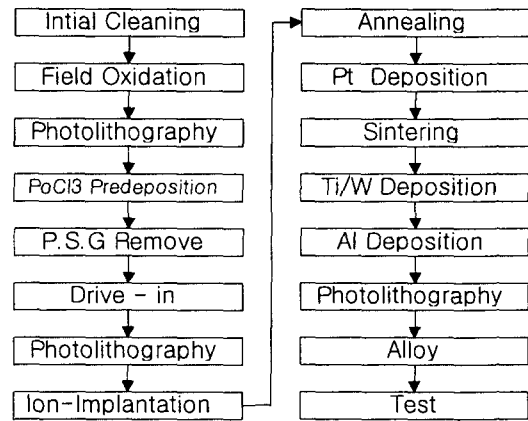 Intial Cleaning
Field Oxidation
Photolithography
PoCl3 Predeposition
P.S.G Remove
Drive - in
Photolithography
Ion-Implantation
Annealing
Pt Deposition
Sintering
Ti/W Deposition
Al Deposition
Photolithography
Alloy
Test